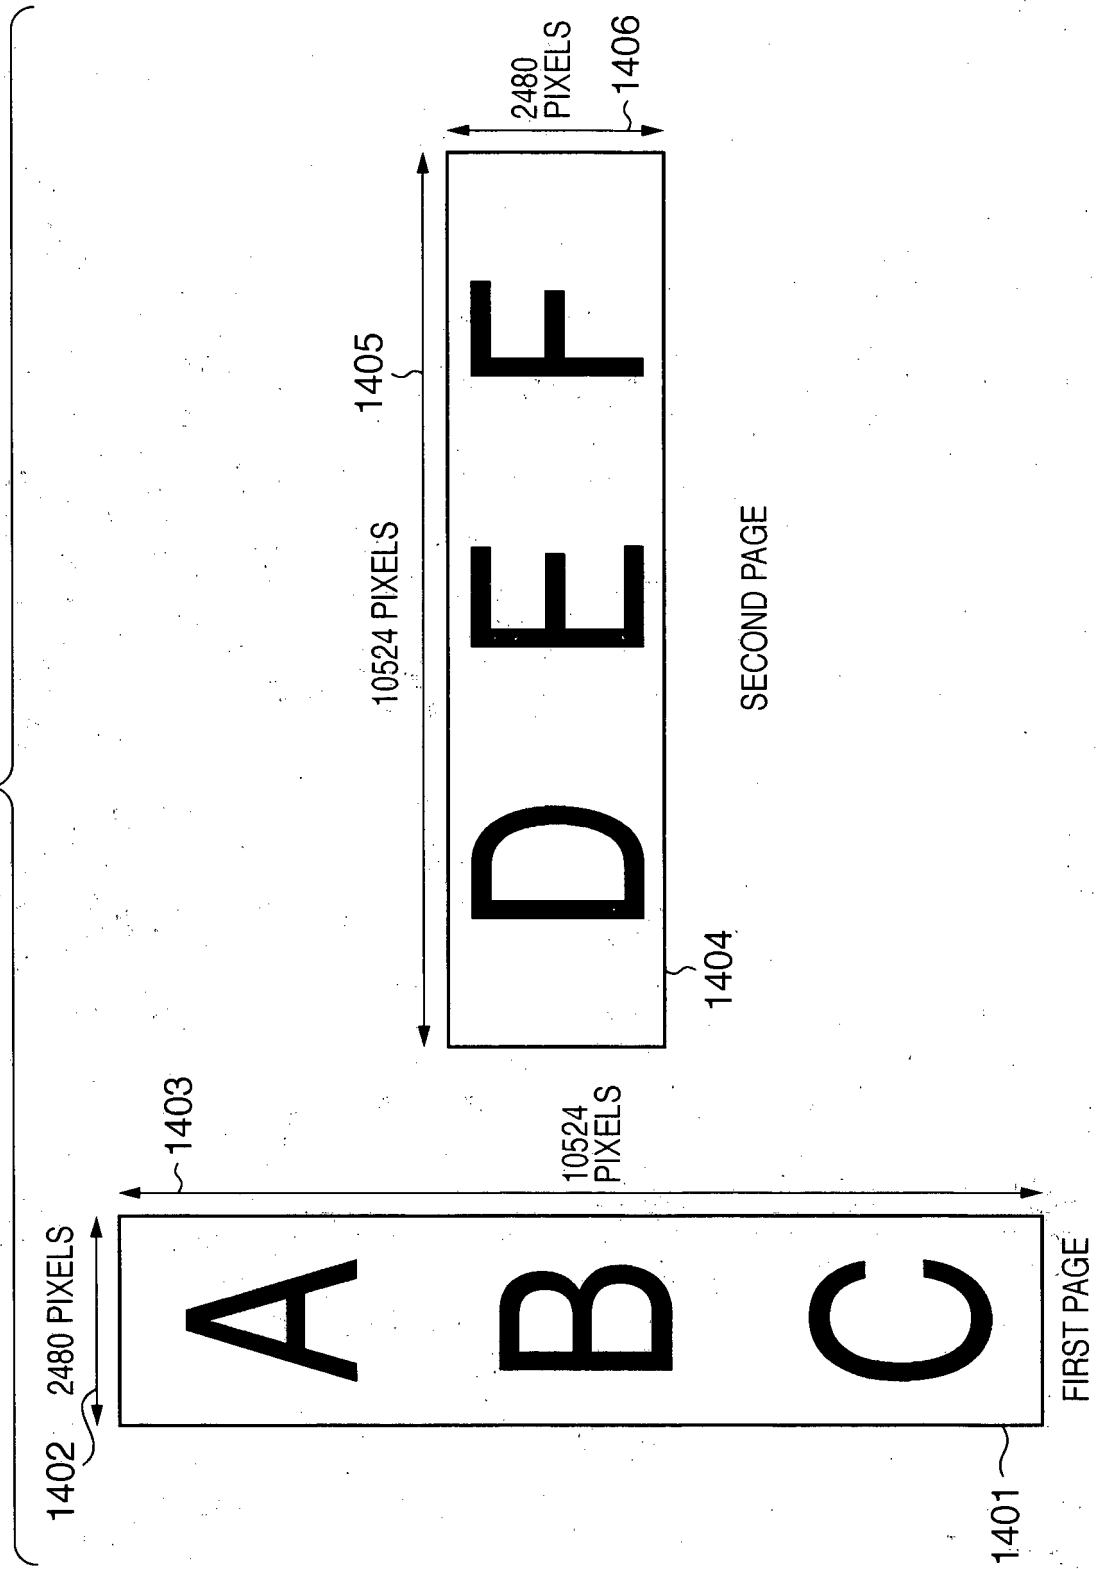 1402
2480 PIXELS
1403
A
B
C
10524
PIXELS
1401
FIRST PAGE
1405
10524 PIXELS
D E F
2480
PIXELS
1406
1404
SECOND PAGE